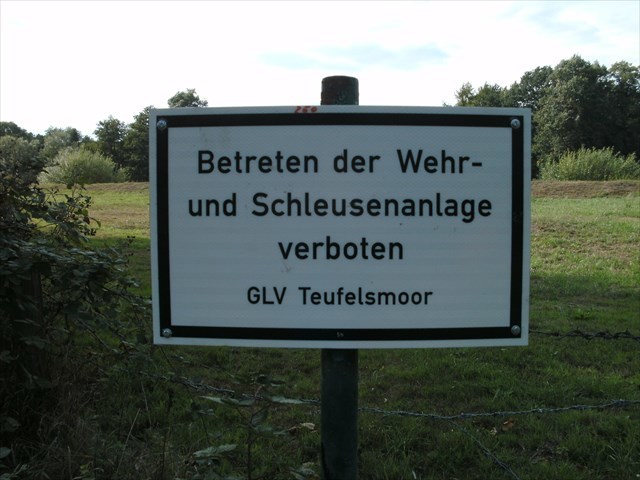 Betreten der Wehr-
und Schleusenanlage
verboten
GLV Teufelsmoor